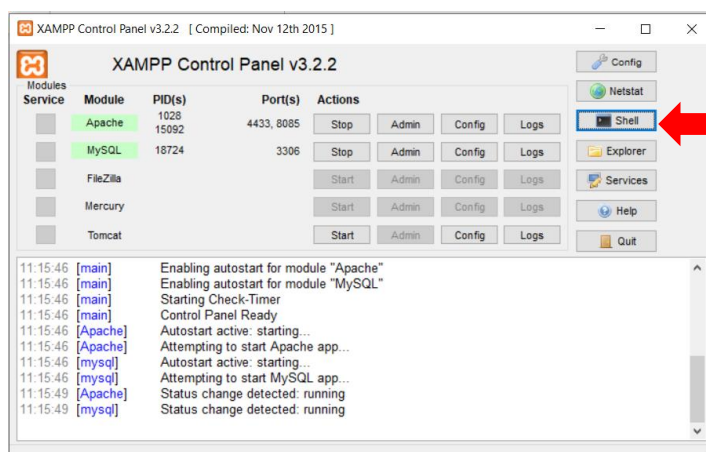 XAMPP Control Panel v3.2.2 [ Compiled: Nov 12th 2015 ]
XAMPP Control Panel v3.2.2
Config
Modules
Netstat
Service Module PID(s) Port(s) Actions
Apache 1028 15092 4433, 8085 Stop Admin Config Logs
Shell
MySQL 18724 3306 Stop Admin Config Logs
Explorer
FileZilla Start Admin Config Logs
Services
Mercury Start Admin Config Logs
Help
Tomcat Start Admin Config Logs
Quit
11:15:46 [main] Enabling autostart for module "Apache"
11:15:46 [main] Enabling autostart for module "MySQL"
11:15:46 [main] Starting Check-Timer
11:15:46 [main] Control Panel Ready
11:15:46 [Apache] Autostart active: starting...
11:15:46 [Apache] Attempting to start Apache app...
11:15:46 [mysql] Autostart active: starting...
11:15:46 [mysql] Attempting to start MySQL app...
11:15:49 [Apache] Status change detected: running
11:15:49 [mysql] Status change detected: running